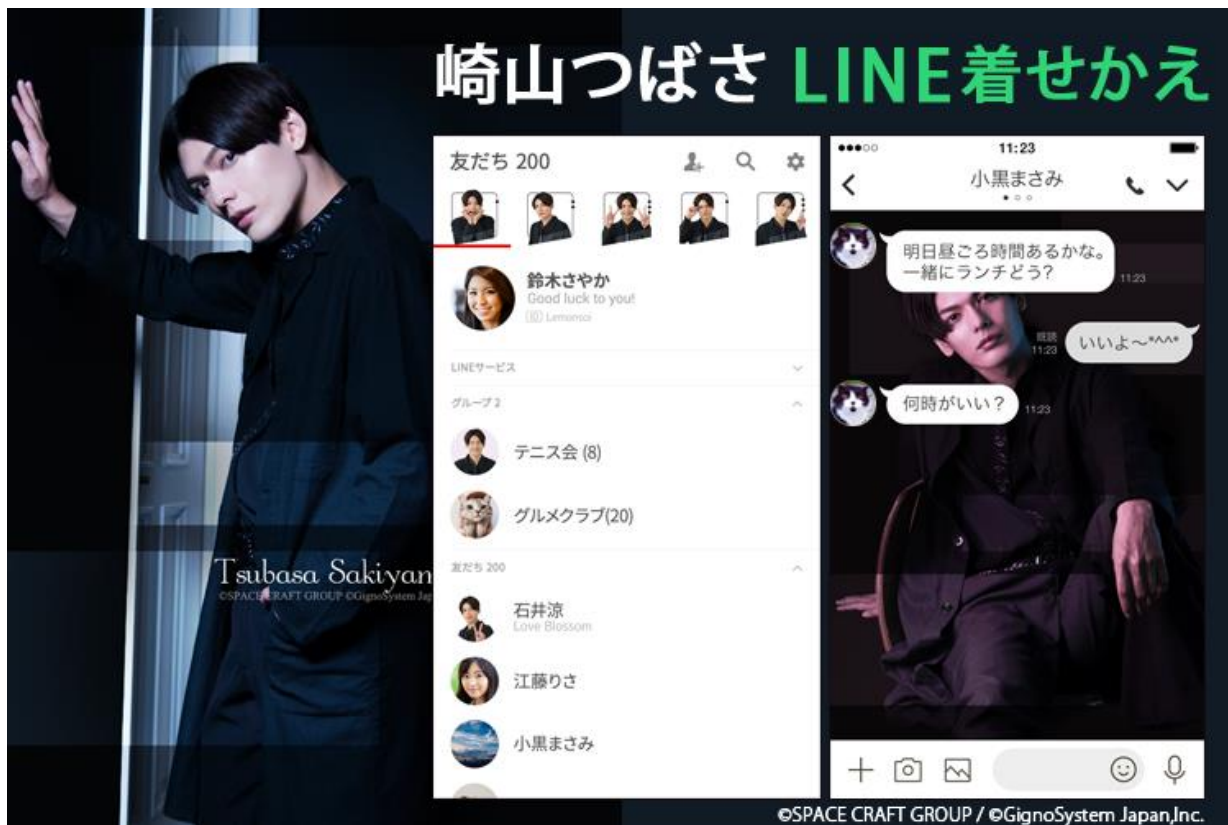 崎山つばさ LINE着せかえ
Tsubasa Sakiyan
©SPACE CRAFT GROUP ©GignoSystem Jap
友だち 200
鈴木さやか
Good luck to you!
ID Lemonsoi
LINEサービス
グループ 2
テニス会 (8)
グルメクラブ(20)
友だち 200
石井涼
Love Blossom
江藤りさ
小黒まさみ
11:23
小黒まさみ
明日昼ごろ時間あるかな。
一緒にランチどう?
11:23
既読
11:23
いいよ～*^^*
何時がいい？
11:23
©SPACE CRAFT GROUP / ©GignoSystem Japan,Inc.